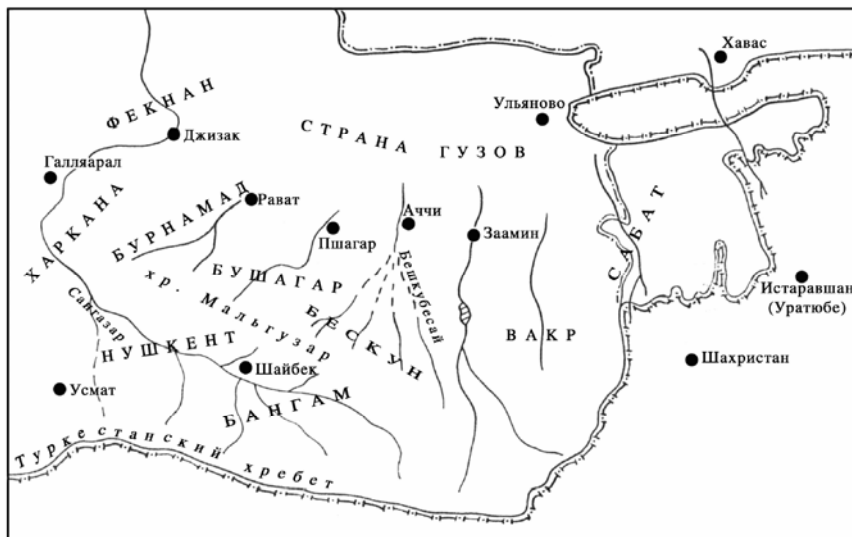 Хавас
ФЕКНАН
Ульяново
Джизак
СТРАНА ГУЗОВ
Галляарал
ХАРКАНА
БУРНАМАД
Рават
Аччи
Пшагар
Заамин
САБАТ
БУШАГАР
хр. Мальгузар
Бешкубесай
БЕСКУН
Истаравшан
(Уратюбе)
Сангазар
НУШКЕНТ
ВАКР
Шайбек
Шахристан
Усмат
БАНГАМ
Туркестанский хребет